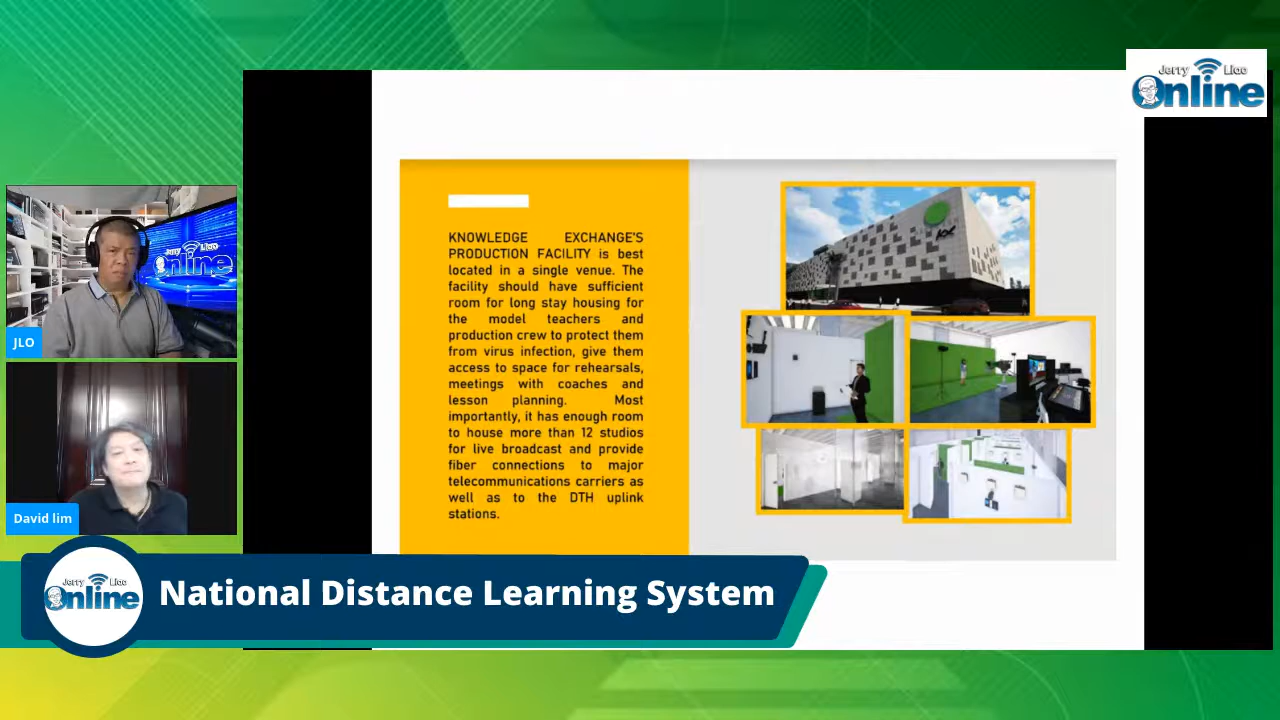 Jerry Liao
Online
KNOWLEDGE EXCHANGE'S
PRODUCTION FACILITY is best
located in a single venue. The
facility should have sufficient
room for long stay housing for
the model teachers and
production crew to protect them
from virus infection, give them
access to space for rehearsals,
meetings with coaches and
lesson planning. Most
importantly, it has enough room
to house more than 12 studios
for live broadcast and provide
fiber connections to major
telecommunications carriers as
well as to the DTH uplink
stations.
kx
Jerry Liao
Online
JLO
David lim
Jerry Liao
Online
National Distance Learning System